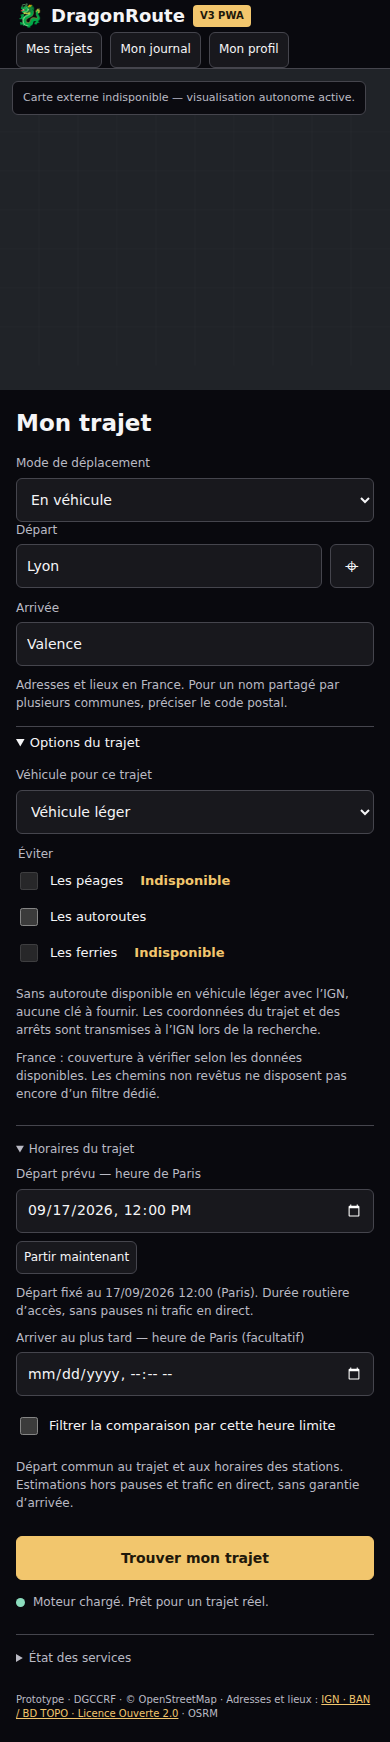 DragonRoute V3 PWA
Mes trajets Mon journal Mon profil
Carte externe indisponible — visualisation autonome active.
Mon trajet
Mode de déplacement
En véhicule
Départ
Lyon
Arrivée
Valence
Adresses et lieux en France. Pour un nom partagé par
plusieurs communes, préciser le code postal.
Options du trajet
Véhicule pour ce trajet
Véhicule léger
Éviter
Les péages Indisponible
Les autoroutes
Les ferries Indisponible
Sans autoroute disponible en véhicule léger avec l’IGN,
aucune clé à fournir. Les coordonnées du trajet et des
arrêts sont transmises à l’IGN lors de la recherche.
France : couverture à vérifier selon les données
disponibles. Les chemins non revêtus ne disposent pas
encore d’un filtre dédié.
Horaires du trajet
Départ prévu — heure de Paris
09/17/2026, 12:00 PM
Partir maintenant
Départ fixé au 17/09/2026 12:00 (Paris). Durée routière
d’accès, sans pauses ni trafic en direct.
Arriver au plus tard — heure de Paris (facultatif)
mm/dd/yyyy, --:-- --
Filtrer la comparaison par cette heure limite
Départ commun au trajet et aux horaires des stations.
Estimations hors pauses et trafic en direct, sans garantie
d’arrivée.
Trouver mon trajet
Moteur chargé. Prêt pour un trajet réel.
État des services
Prototype · DGCCRF · © OpenStreetMap · Adresses et lieux : IGN · BAN
/ BD TOPO · Licence Ouverte 2.0 · OSRM